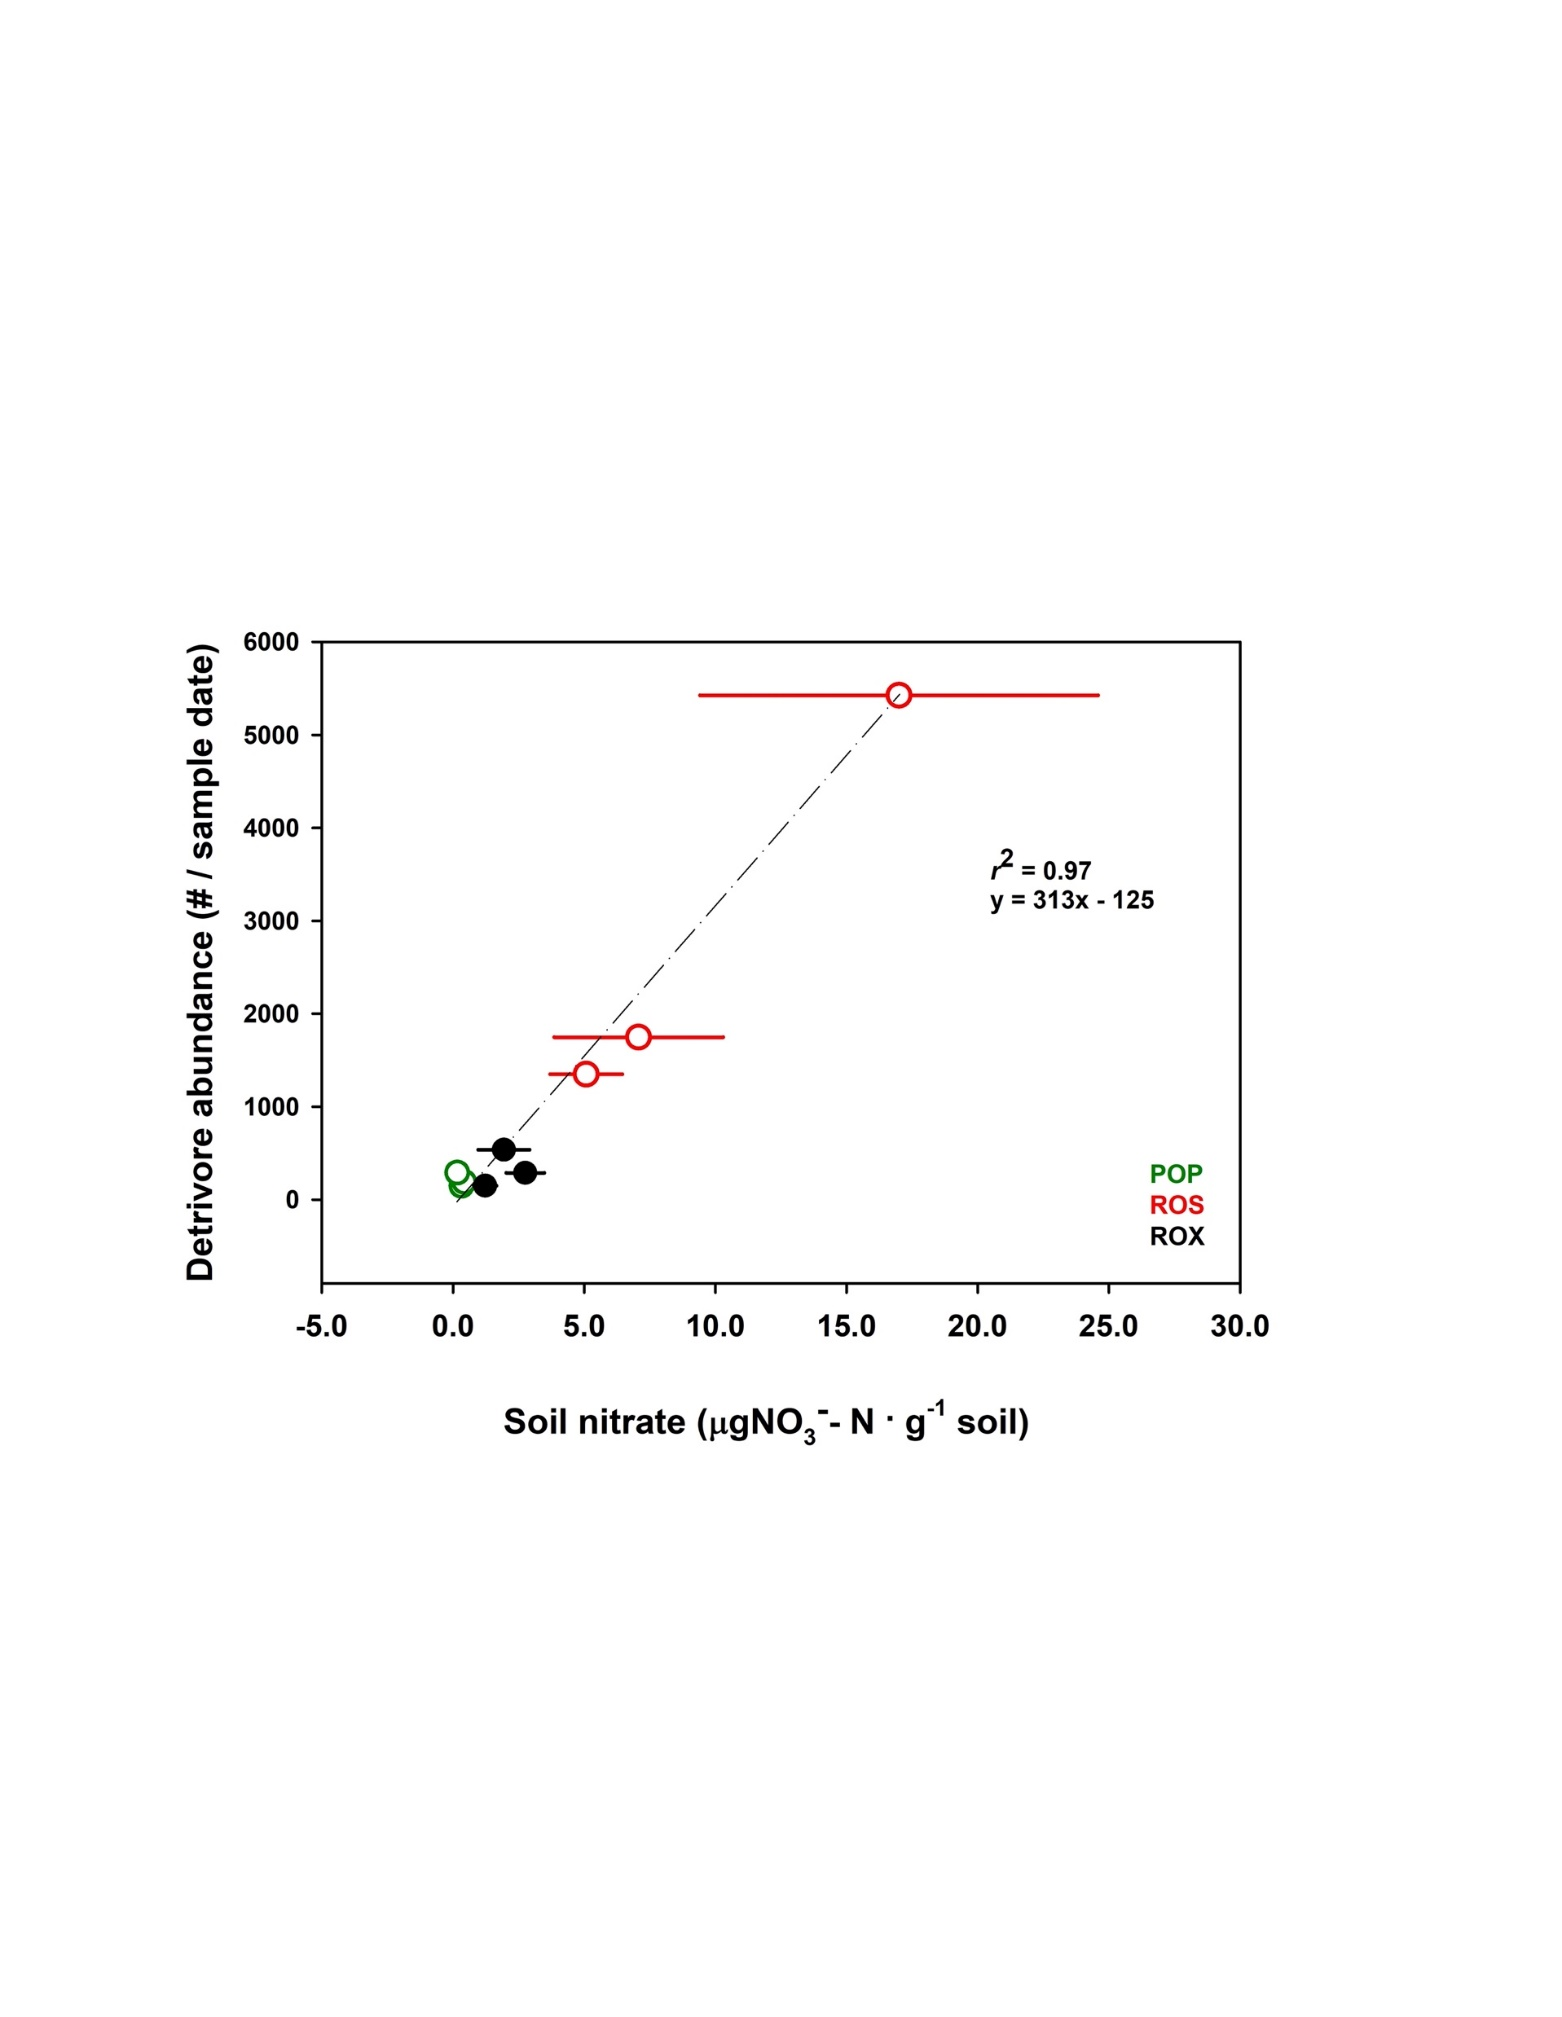 Detrivore abundance (# / sample date)
6000
5000
4000
3000
2000
1000
0
r² = 0.97
y = 313x - 125
POP
ROS
ROX
-5.0 0.0 5.0 10.0 15.0 20.0 25.0 30.0
Soil nitrate (µgNO₃⁻- N · g⁻¹ soil)